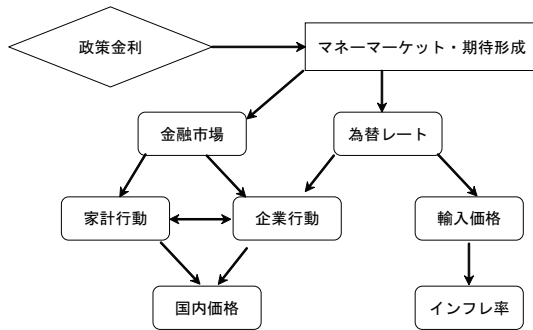 政策金利
マネーマーケット・期待形成
金融市場
為替レート
家計行動
企業行動
輸入価格
国内価格
インフレ率